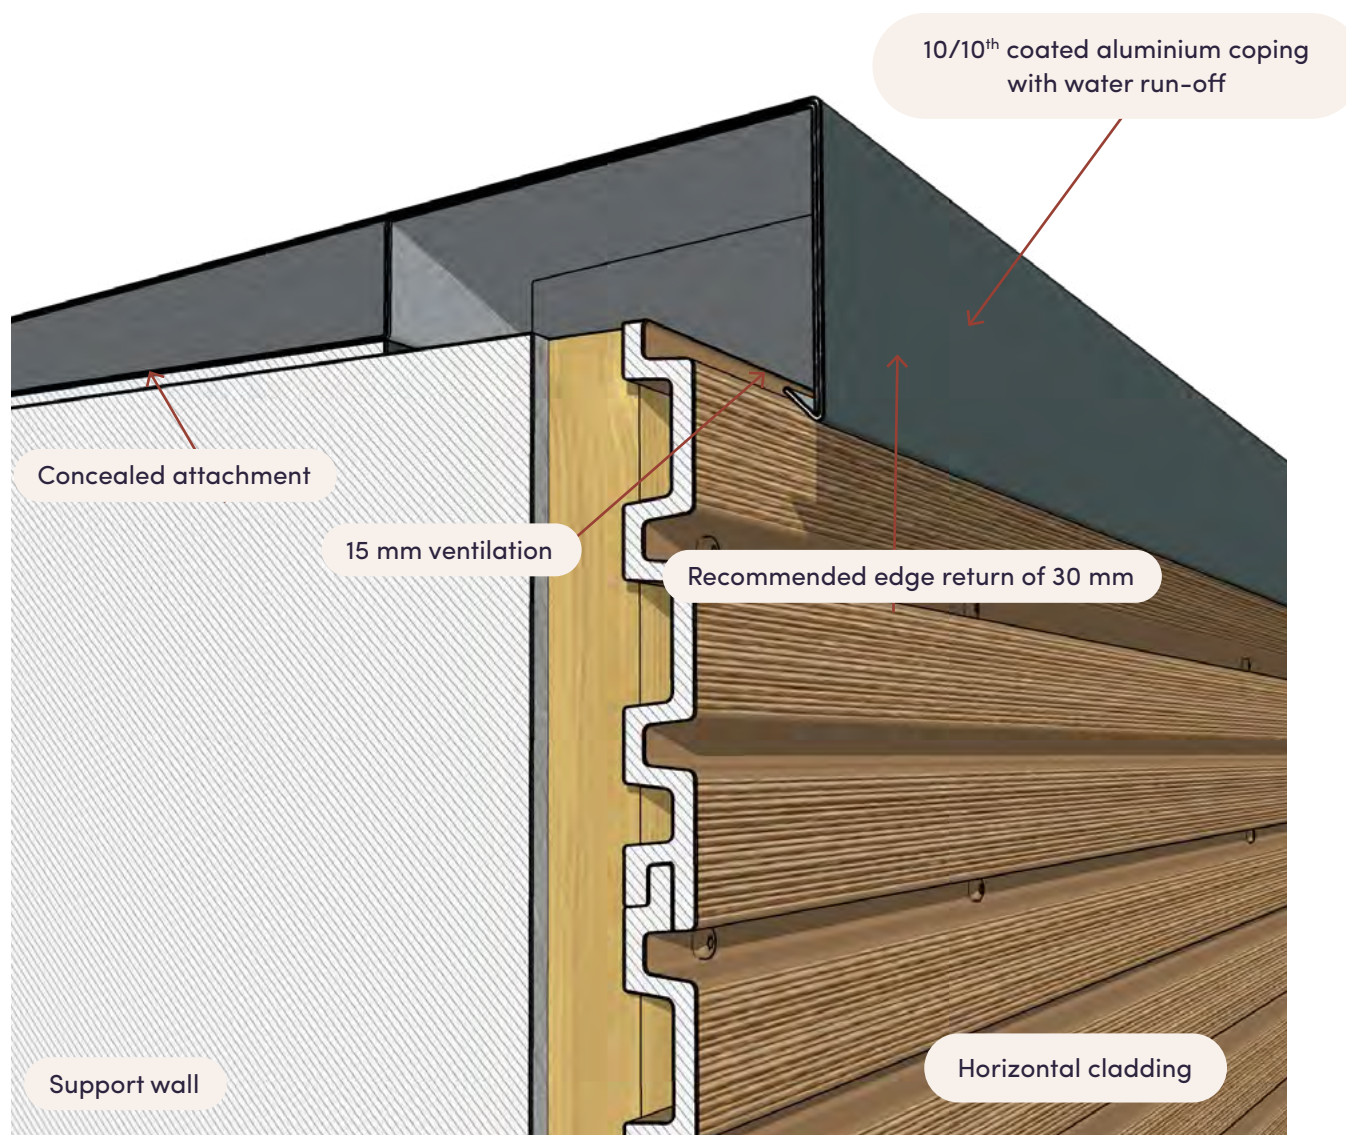 10/10th coated aluminium coping
with water run-off
Concealed attachment
15 mm ventilation
Recommended edge return of 30 mm
Support wall
Horizontal cladding